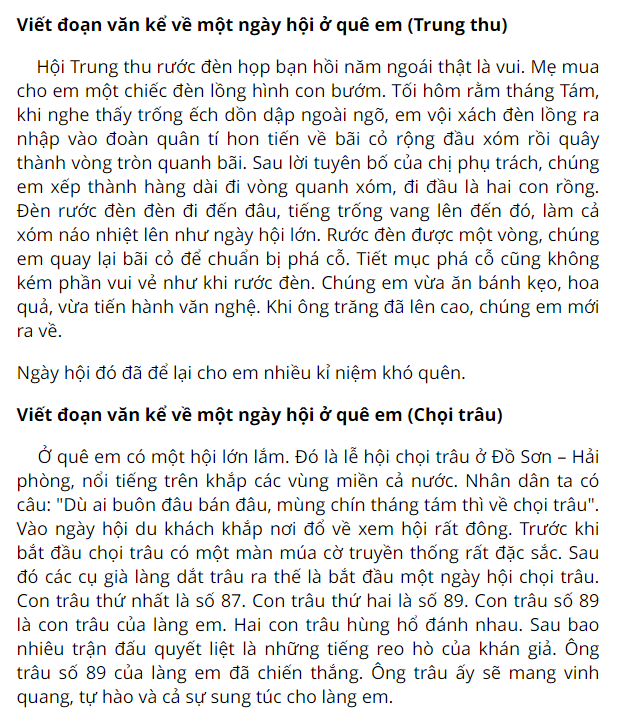 Viết đoạn văn kể về một ngày hội ở quê em (Trung thu)
Hội Trung thu rước đèn họp bạn hồi năm ngoái thật là vui. Mẹ mua
cho em một chiếc đèn lồng hình con bướm. Tối hôm rằm tháng Tám,
khi nghe thấy trống ếch dồn dập ngoài ngõ, em vội xách đèn lồng ra
nhập vào đoàn quân tí hon tiến về bãi cỏ rộng đầu xóm rồi quây
thành vòng tròn quanh bãi. Sau lời tuyên bố của chị phụ trách, chúng
em xếp thành hàng dài đi vòng quanh xóm, đi đầu là hai con rồng.
Đèn rước đèn đèn đi đến đâu, tiếng trống vang lên đến đó, làm cả
xóm náo nhiệt lên như ngày hội lớn. Rước đèn được một vòng, chúng
em quay lại bãi cỏ để chuẩn bị phá cỗ. Tiết mục phá cỗ cũng không
kém phần vui vẻ như khi rước đèn. Chúng em vừa ăn bánh kẹo, hoa
quả, vừa tiến hành văn nghệ. Khi ông trăng đã lên cao, chúng em mới
ra về.
Ngày hội đó đã để lại cho em nhiều kỉ niệm khó quên.
Viết đoạn văn kể về một ngày hội ở quê em (Chọi trâu)
Ở quê em có một hội lớn lắm. Đó là lễ hội chọi trâu ở Đồ Sơn – Hải
phòng, nổi tiếng trên khắp các vùng miền cả nước. Nhân dân ta có
câu: "Dù ai buôn đâu bán đâu, mùng chín tháng tám thì về chọi trâu".
Vào ngày hội du khách khắp nơi đổ về xem hội rất đông. Trước khi
bắt đầu chọi trâu có một màn múa cờ truyền thống rất đặc sắc. Sau
đó các cụ già làng dắt trâu ra thế là bắt đầu một ngày hội chọi trâu.
Con trâu thứ nhất là số 87. Con trâu thứ hai là số 89. Con trâu số 89
là con trâu của làng em. Hai con trâu hùng hổ đánh nhau. Sau bao
nhiêu trận đấu quyết liệt là những tiếng reo hò của khán giả. Ông
trâu số 89 của làng em đã chiến thắng. Ông trâu ấy sẽ mang vinh
quang, tự hào và cả sự sung túc cho làng em.